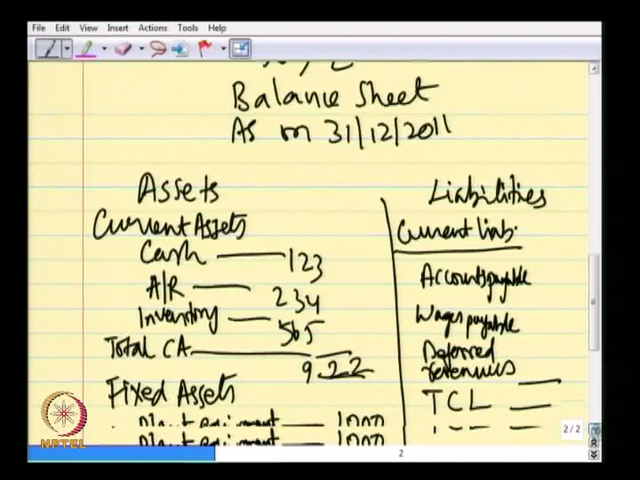 File Edit View Insert Actions Tools Help
Balance Sheet
As on 31/12/2011
Assets
Current Assets
Cash 123
A/R 234
Inventory 565
Total CA 922
Fixed Assets
1000
1000
Liabilities
Current liab.
Accounts payable
Wages payable
Deferred
revenues
TCL
NPTEL
2/2
2